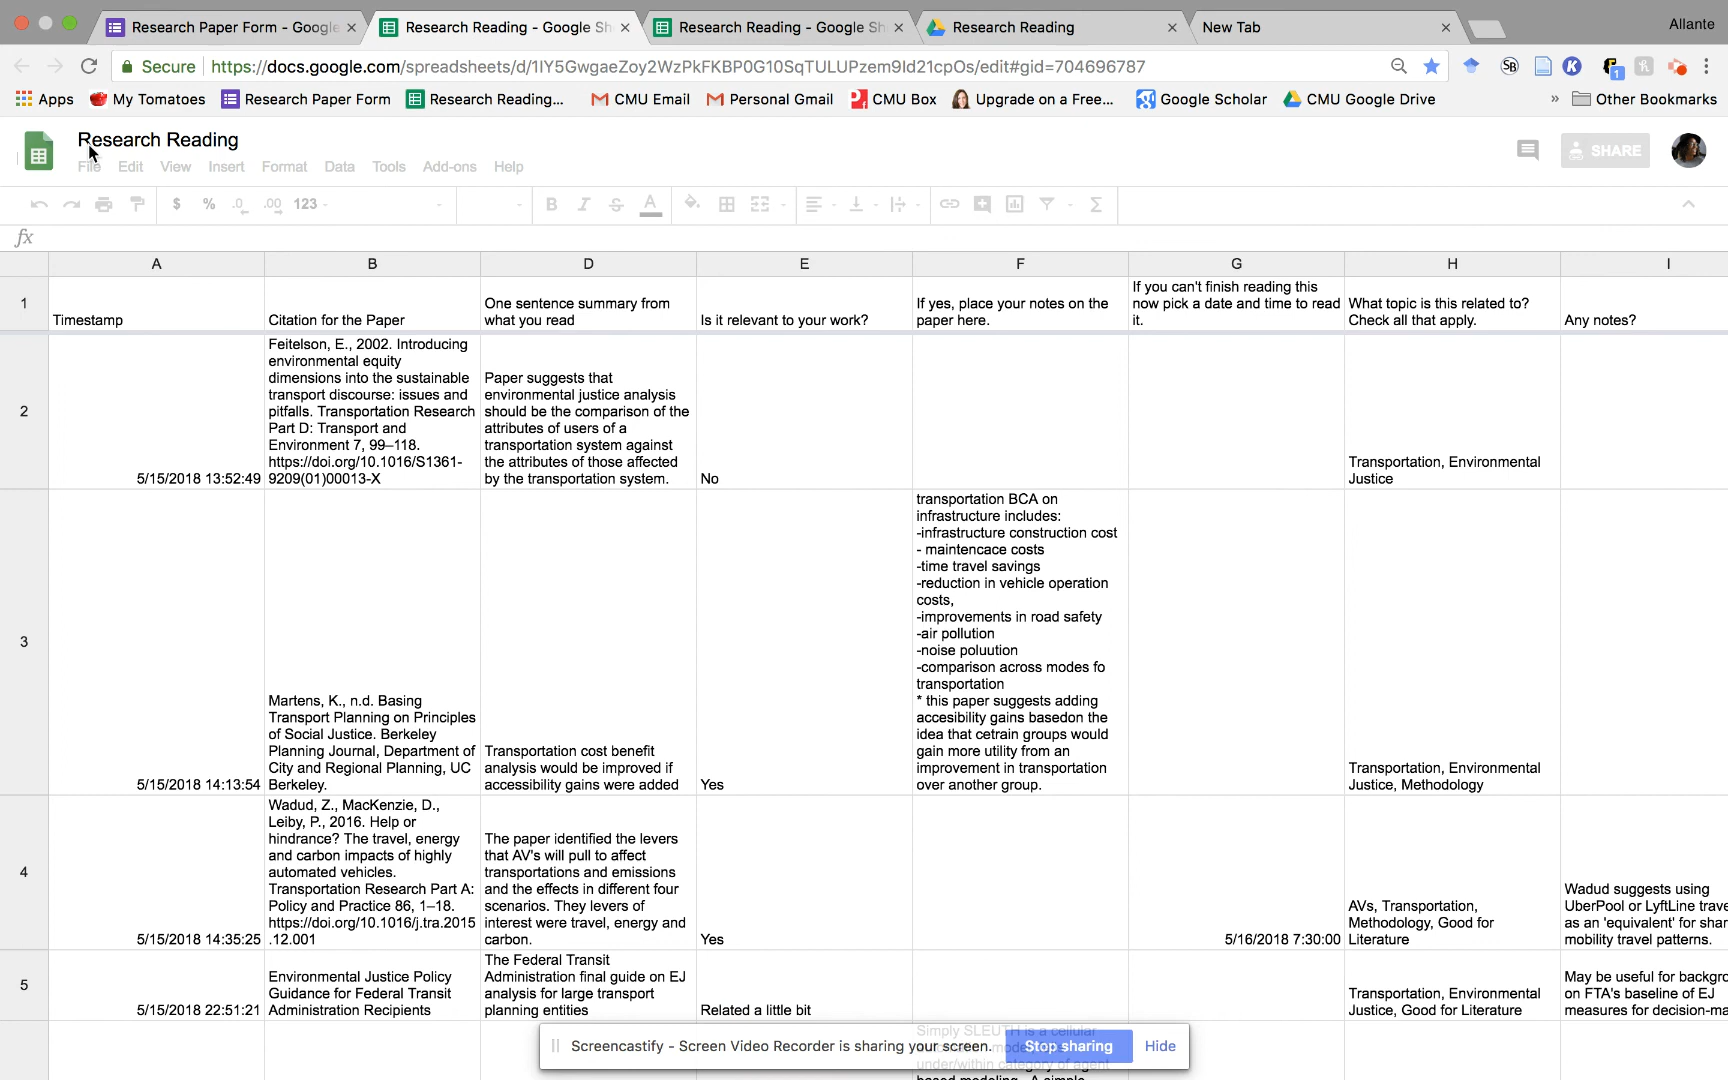 Research Paper Form - Google
Research Reading - Google Sh
Research Reading - Google Sh
Research Reading
New Tab
Allante
Secure
https://docs.google.com/spreadsheets/d/1IY5GwgaeZoy2WzPkFKBP0G10SqTULUPzem9Id21cpOs/edit#gid=704696787
Apps
My Tomatoes
Research Paper Form
Research Reading...
CMU Email
Personal Gmail
CMU Box
Upgrade on a Free...
Google Scholar
CMU Google Drive
»
Other Bookmarks
Research Reading
File Edit View Insert Format Data Tools Add-ons Help
SHARE
$ % .0 .00 123
B I S A
fx
A B D E F G H I
1
Timestamp
Citation for the Paper
One sentence summary from
what you read
Is it relevant to your work?
If yes, place your notes on the
paper here.
If you can't finish reading this
now pick a date and time to read
it.
What topic is this related to?
Check all that apply.
Any notes?
2
5/15/2018 13:52:49
Feitelson, E., 2002. Introducing
environmental equity
dimensions into the sustainable
transport discourse: issues and
pitfalls. Transportation Research
Part D: Transport and
Environment 7, 99–118.
https://doi.org/10.1016/S1361-
9209(01)00013-X
Paper suggests that
environmental justice analysis
should be the comparison of the
attributes of users of a
transportation system against
the attributes of those affected
by the transportation system.
No
Transportation, Environmental
Justice
3
5/15/2018 14:13:54
Martens, K., n.d. Basing
Transport Planning on Principles
of Social Justice. Berkeley
Planning Journal, Department of
City and Regional Planning, UC
Berkeley.
Transportation cost benefit
analysis would be improved if
accessibility gains were added
Yes
transportation BCA on
infrastructure includes:
-infrastructure construction cost
- maintencace costs
-time travel savings
-reduction in vehicle operation
costs,
-improvements in road safety
-air pollution
-noise poluution
-comparison across modes fo
transportation
* this paper suggests adding
accesibility gains basedon the
idea that cetrain groups would
gain more utility from an
improvement in transportation
over another group.
Transportation, Environmental
Justice, Methodology
4
5/15/2018 14:35:25
Wadud, Z., MacKenzie, D.,
Leiby, P., 2016. Help or
hindrance? The travel, energy
and carbon impacts of highly
automated vehicles.
Transportation Research Part A:
Policy and Practice 86, 1–18.
https://doi.org/10.1016/j.tra.2015
.12.001
The paper identified the levers
that AV's will pull to affect
transportations and emissions
and the effects in different four
scenarios. They levers of
interest were travel, energy and
carbon.
Yes
5/16/2018 7:30:00
AVs, Transportation,
Methodology, Good for
Literature
Wadud suggests using
UberPool or LyftLine trave
as an 'equivalent' for shar
mobility travel patterns.
5
5/15/2018 22:51:21
Environmental Justice Policy
Guidance for Federal Transit
Administration Recipients
The Federal Transit
Administration final guide on EJ
analysis for large transport
planning entities
Related a little bit
Transportation, Environmental
Justice, Good for Literature
May be useful for backgro
on FTA's baseline of EJ
measures for decision-ma
Simply SLEUTH is a cellular
under/within category of agent
based modeling. A simple
Screencastify - Screen Video Recorder is sharing your screen.
Stop sharing
Hide